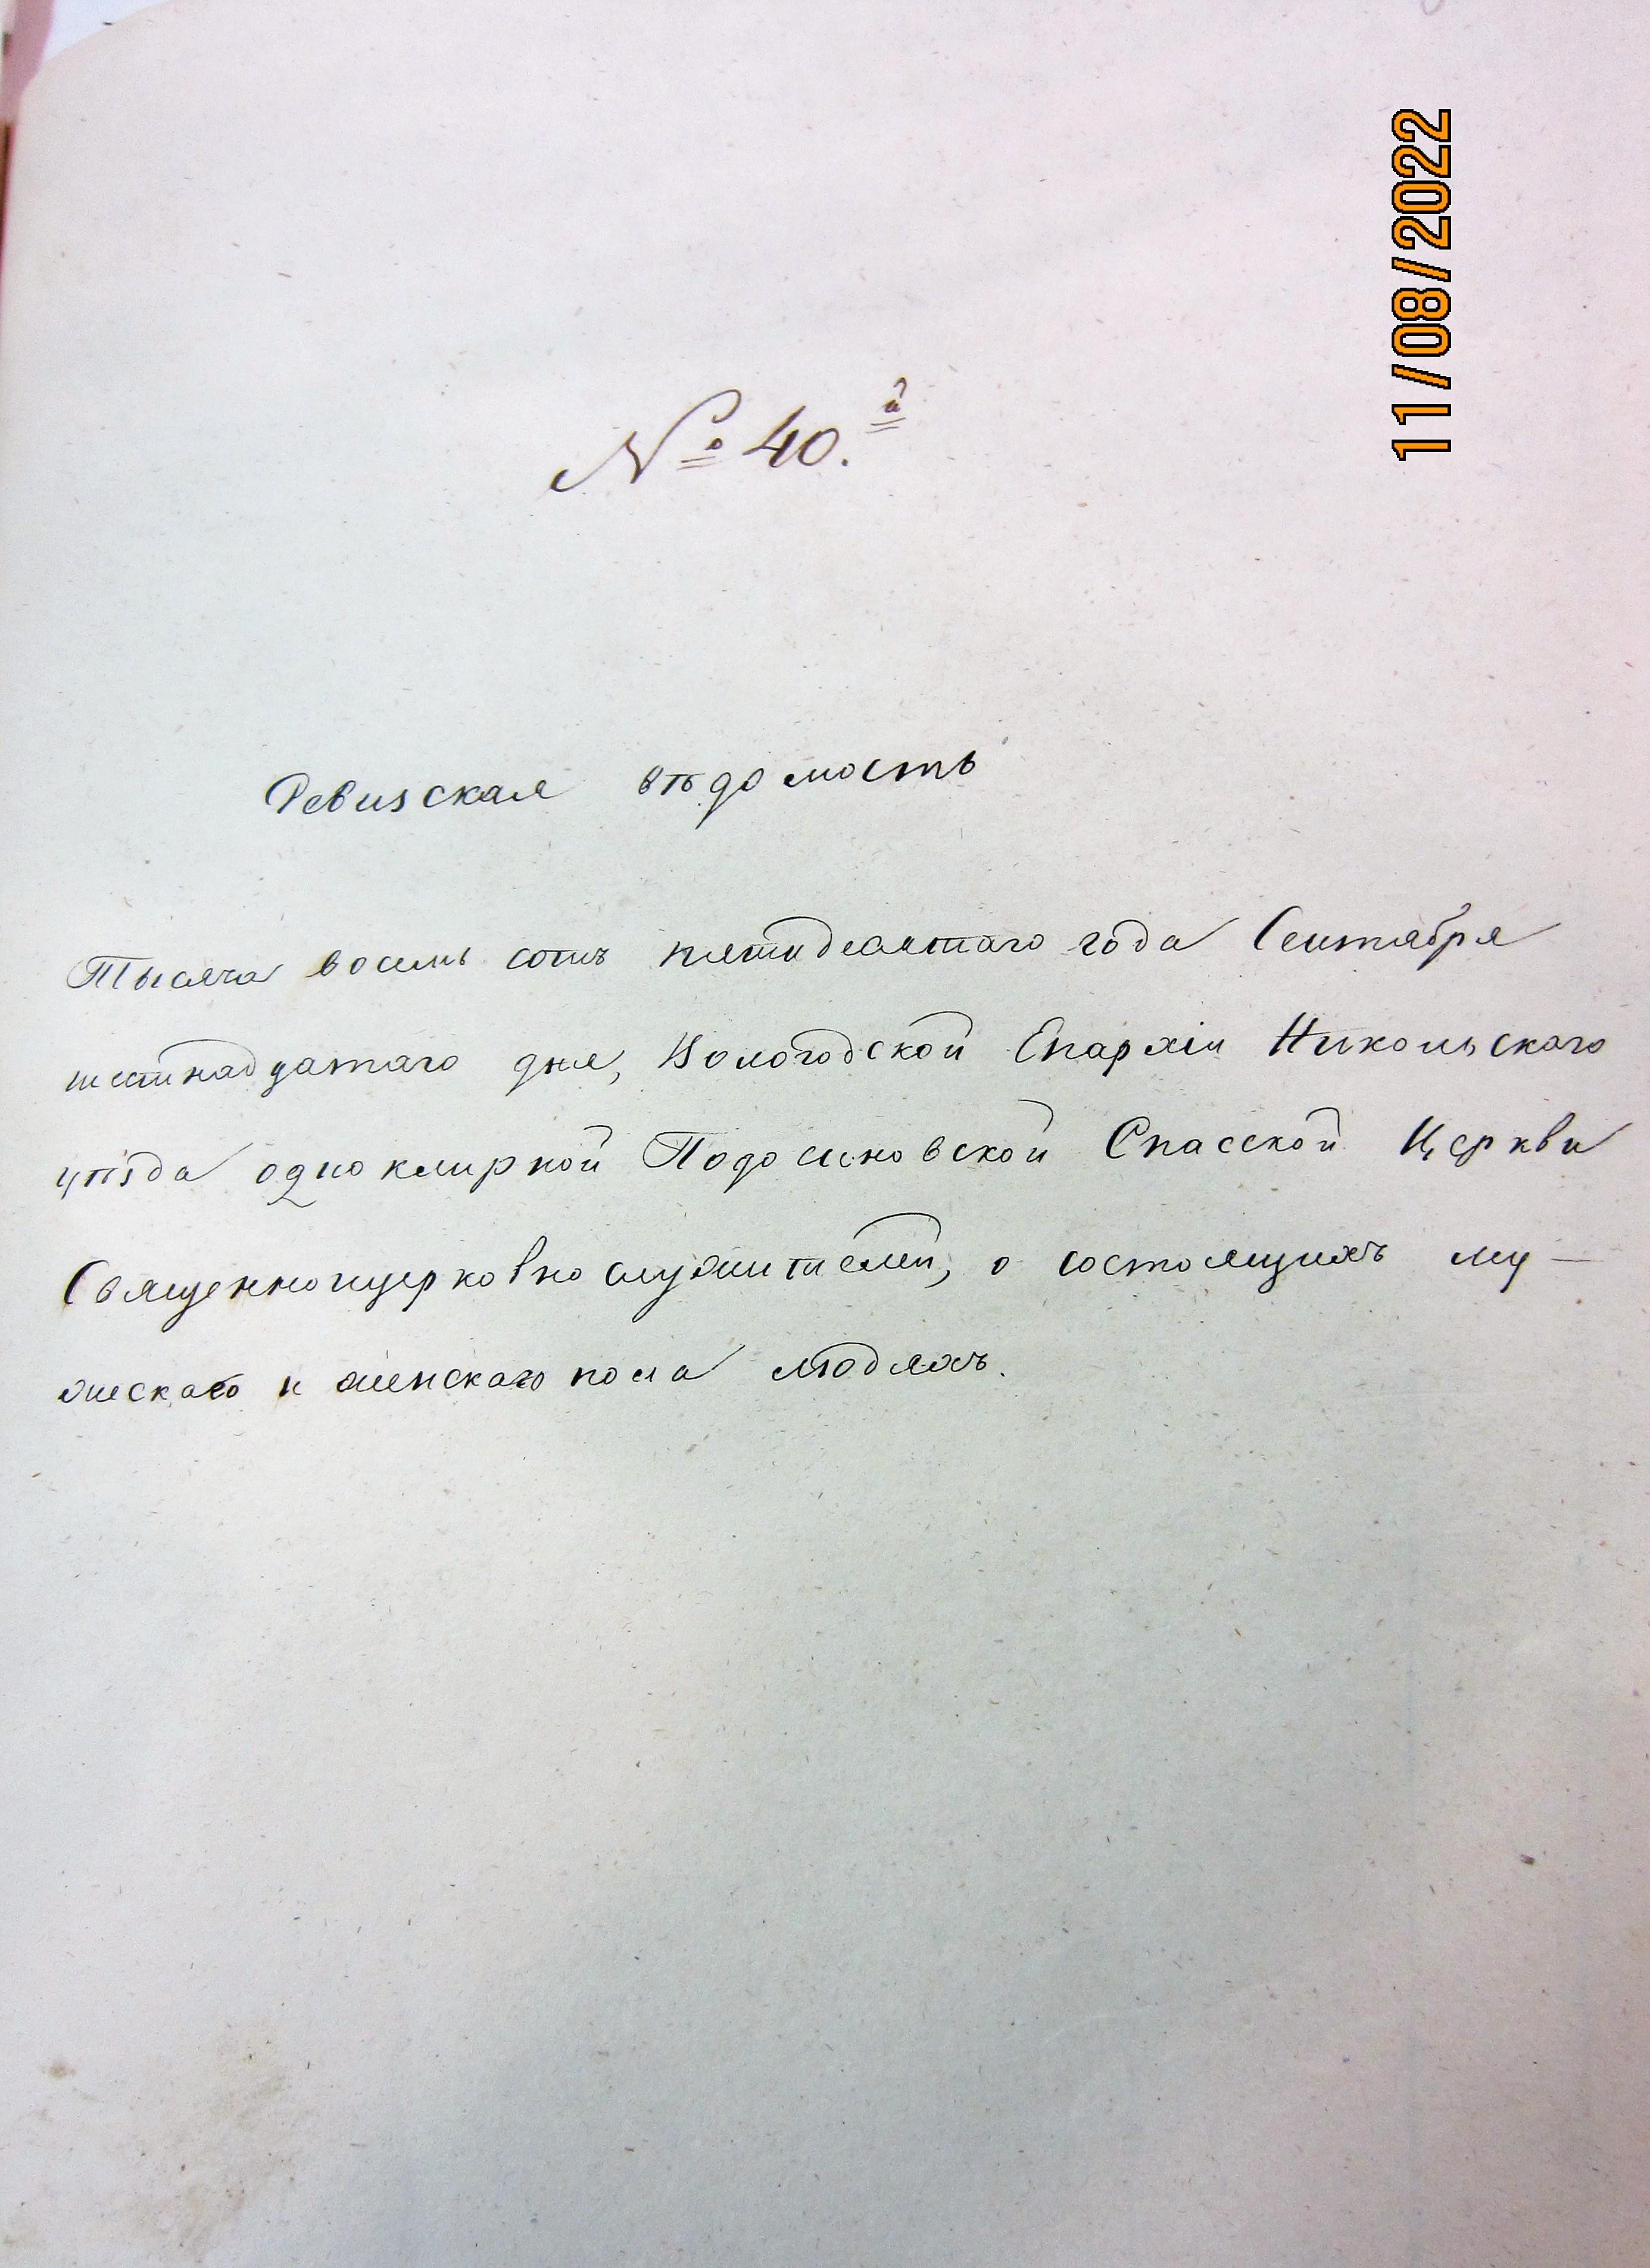 11/08/2022
№ 40.й
Ревизская вѣдомость
Тысяча восемь сотъ пятидесятаго года Сентября
шестнадцатаго дня, Вологодской Епархіи Никольскаго
уѣзда одноклирной Подосиновской Спасской Церкви
Священноцерковнослужителей, о состоящихъ му-
жескаго и женскаго пола людяхъ.